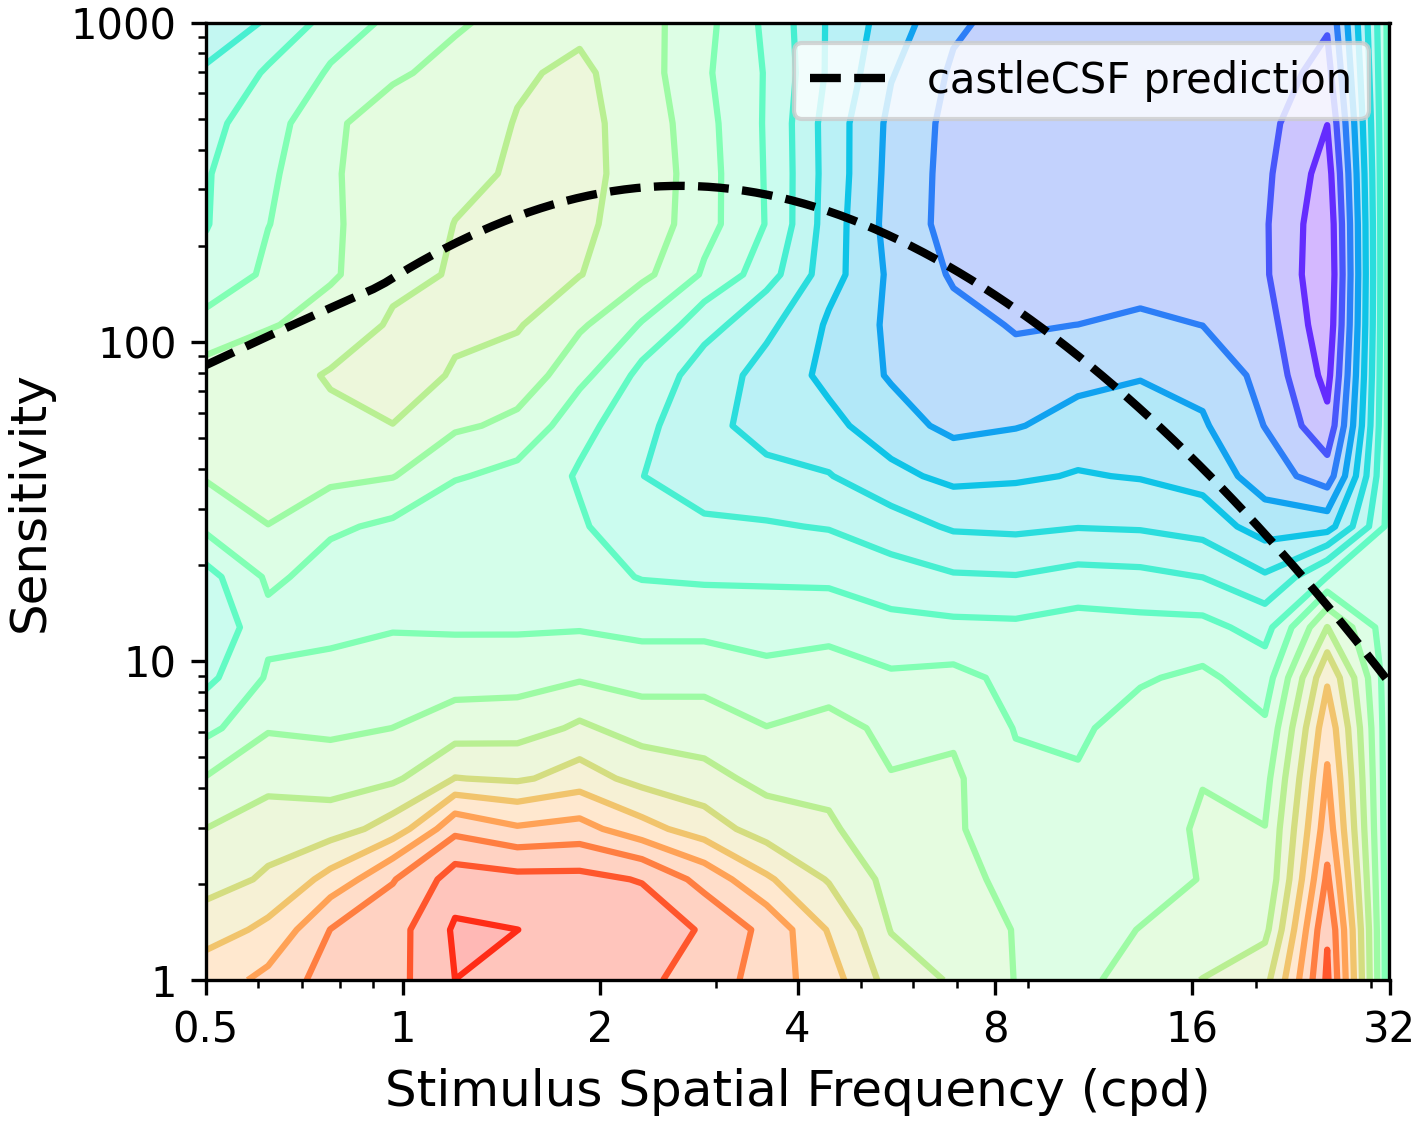 1000
castleCSF prediction
100
Sensitivity
10
1
0.5 1 2 4 8 16 32
Stimulus Spatial Frequency (cpd)